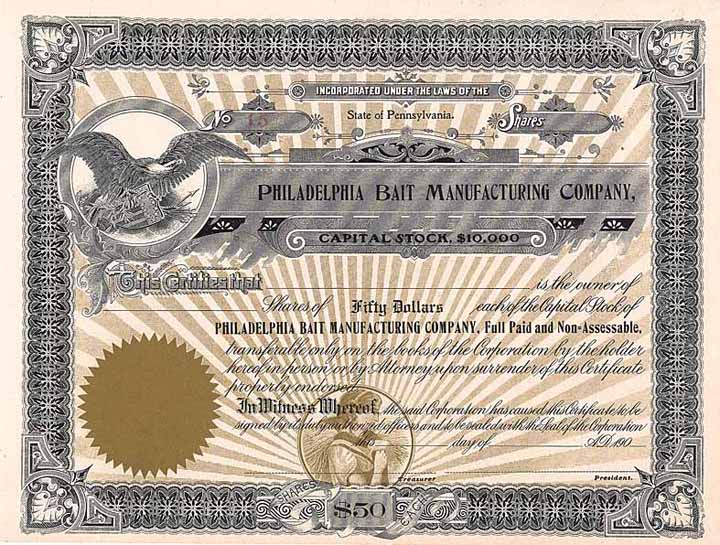 INCORPORATED UNDER THE LAWS OF THE
No 15 State of Pennsylvania. Shares
PHILADELPHIA BAIT MANUFACTURING COMPANY,
CAPITAL STOCK, $10,000
This Certifies that is the owner of
Shares of Fifty Dollars each of the Capital Stock of
PHILADELPHIA BAIT MANUFACTURING COMPANY, Full Paid and Non-Assessable,
transferable only on the books of the Corporation by the holder
hereof in person or by Attorney upon surrender of this Certificate
properly endorsed.
In Witness Whereof, the said Corporation has caused this Certificate to be
signed by its duly authorized officers and to be sealed with the Seal of the Corporation
this day of A.D. 190
Treasurer President.
SHARES $50 EACH